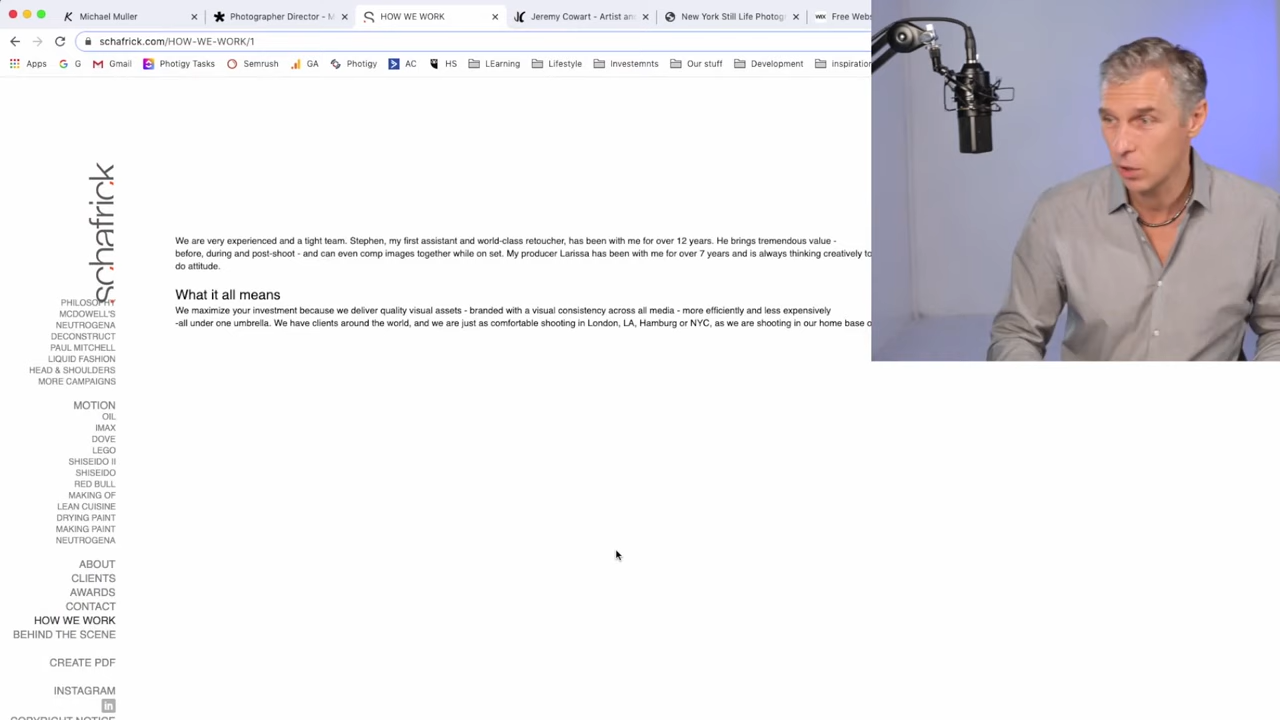 Michael Muller
Photographer Director - M
HOW WE WORK
Jeremy Cowart - Artist an
New York Still Life Photog
WiX Free Webs
schafrick.com/HOW-WE-WORK/1
Apps
G
Gmail
Photigy Tasks
Semrush
GA
Photigy
AC
HS
LEarning
Lifestyle
Investemnts
Our stuff
Development
inspiration
schafrick
We are very experienced and a tight team. Stephen, my first assistant and world-class retoucher, has been with me for over 12 years. He brings tremendous value -
before, during and post-shoot - and can even comp images together while on set. My producer Larissa has been with me for over 7 years and is always thinking creatively to
do attitude.
What it all means
We maximize your investment because we deliver quality visual assets - branded with a visual consistency across all media - more efficiently and less expensively
-all under one umbrella. We have clients around the world, and we are just as comfortable shooting in London, LA, Hamburg or NYC, as we are shooting in our home base o
PHILOSOPHY
MCDOWELL'S
NEUTROGENA
DECONSTRUCT
PAUL MITCHELL
LIQUID FASHION
HEAD & SHOULDERS
MORE CAMPAIGNS
MOTION
OIL
IMAX
DOVE
LEGO
SHISEIDO II
SHISEIDO
RED BULL
MAKING OF
LEAN CUISINE
DRYING PAINT
MAKING PAINT
NEUTROGENA
ABOUT
CLIENTS
AWARDS
CONTACT
HOW WE WORK
BEHIND THE SCENE
CREATE PDF
INSTAGRAM
in
COPYRIGHT NOTICE